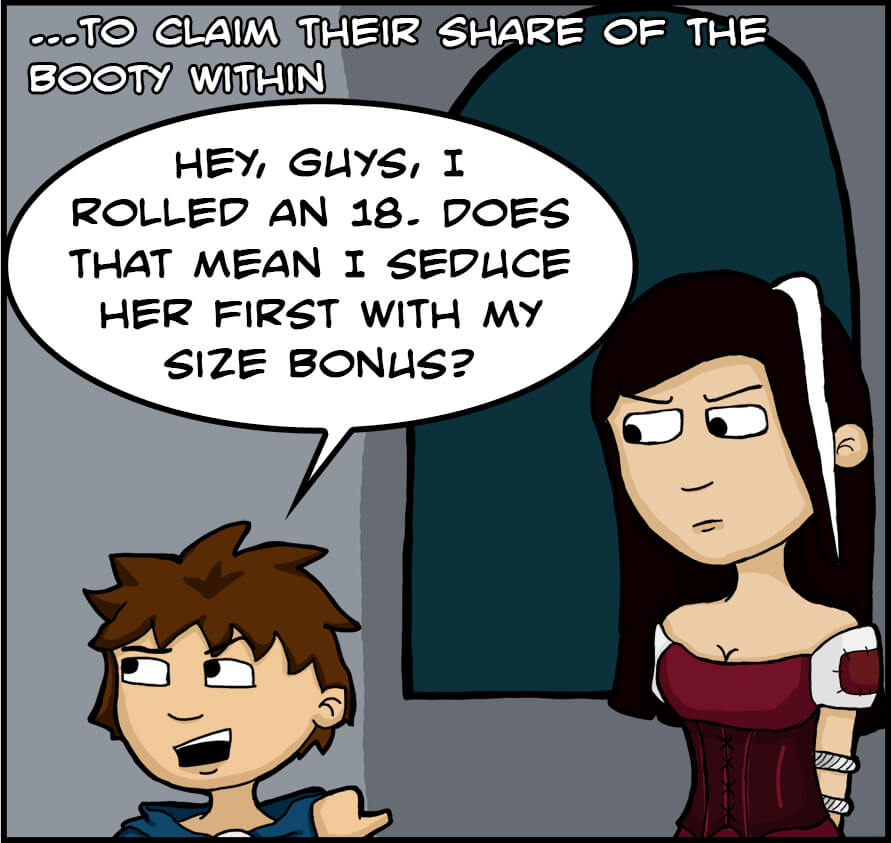 ...TO CLAIM THEIR SHARE OF THE
BOOTY WITHIN
HEY, GUYS, I
ROLLED AN 18. DOES
THAT MEAN I SEDUCE
HER FIRST WITH MY
SIZE BONUS?